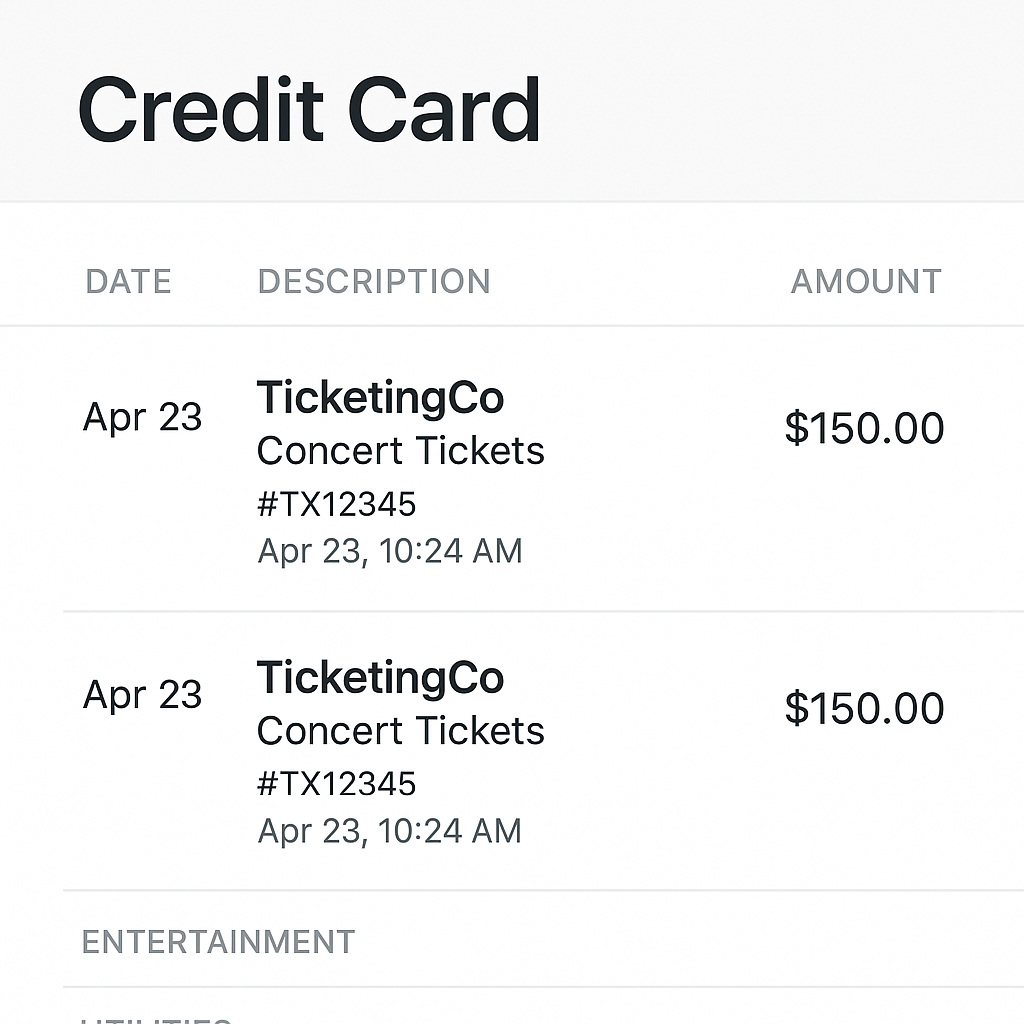 Credit Card
DATE DESCRIPTION AMOUNT
Apr 23 TicketingCo $150.00
Concert Tickets
#TX12345
Apr 23, 10:24 AM
Apr 23 TicketingCo $150.00
Concert Tickets
#TX12345
Apr 23, 10:24 AM
ENTERTAINMENT